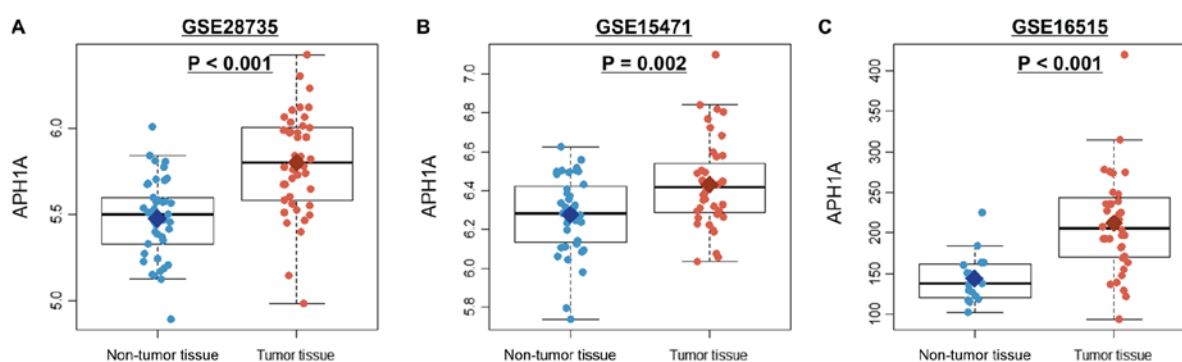 A
GSE28735
P < 0.001
APH1A
6.0
5.5
5.0
Non-tumor tissue
Tumor tissue
B
GSE15471
P = 0.002
APH1A
7.0
6.8
6.6
6.4
6.2
6.0
5.8
Non-tumor tissue
Tumor tissue
C
GSE16515
P < 0.001
APH1A
400
350
300
250
200
150
100
Non-tumor tissue
Tumor tissue